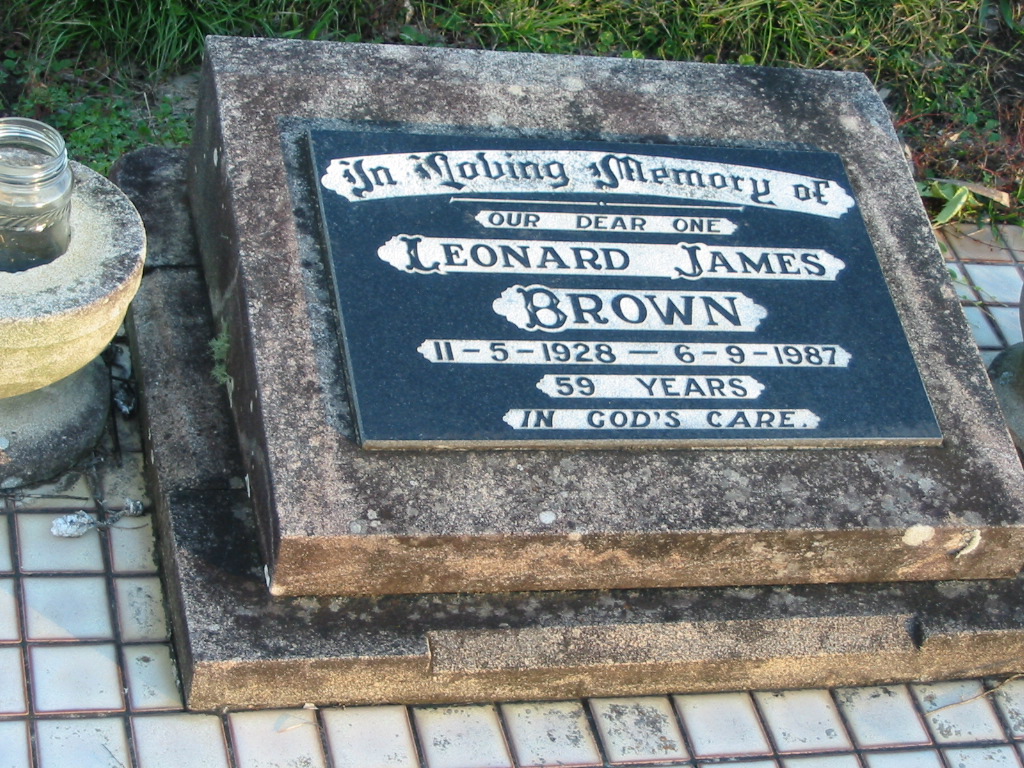 In Loving Memory of
OUR DEAR ONE
LEONARD JAMES
BROWN
11-5-1928 — 6-9-1987
59 YEARS
IN GOD'S CARE.